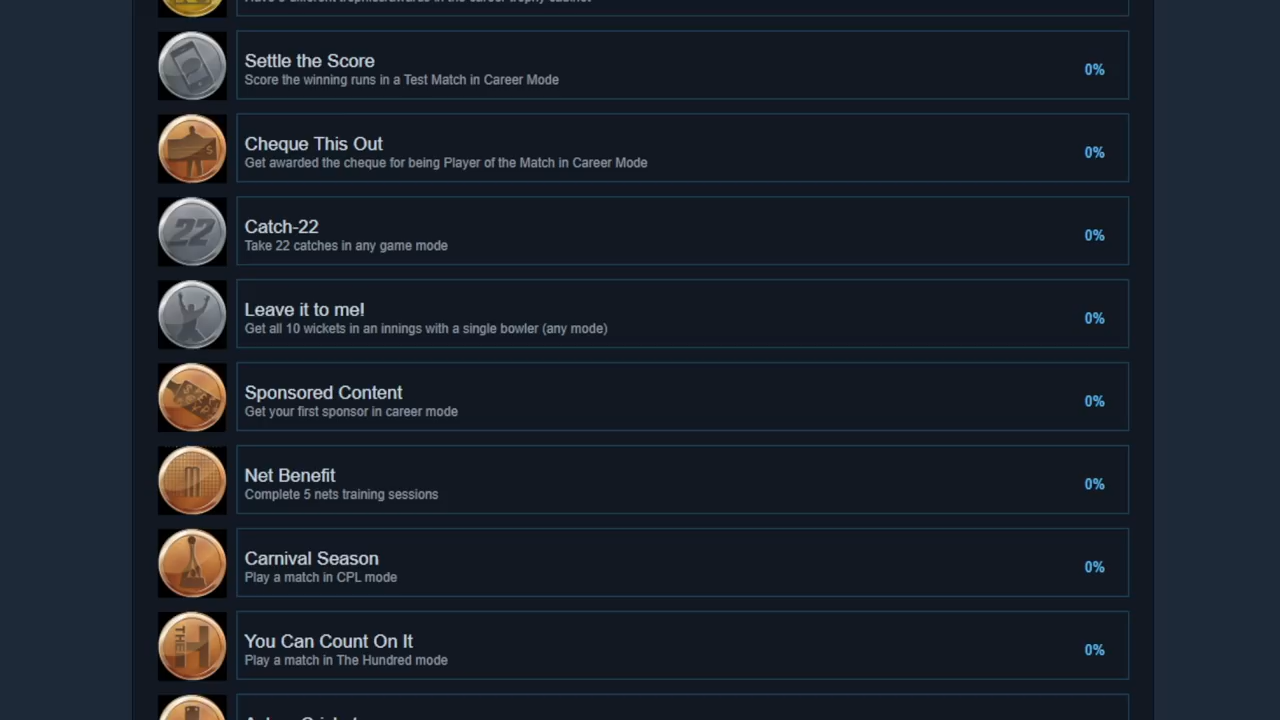 Settle the Score
Score the winning runs in a Test Match in Career Mode
0%
Cheque This Out
Get awarded the cheque for being Player of the Match in Career Mode
0%
22
Catch-22
Take 22 catches in any game mode
0%
Leave it to me!
Get all 10 wickets in an innings with a single bowler (any mode)
0%
Sponsored Content
Get your first sponsor in career mode
0%
Net Benefit
Complete 5 nets training sessions
0%
Carnival Season
Play a match in CPL mode
0%
THE H
You Can Count On It
Play a match in The Hundred mode
0%